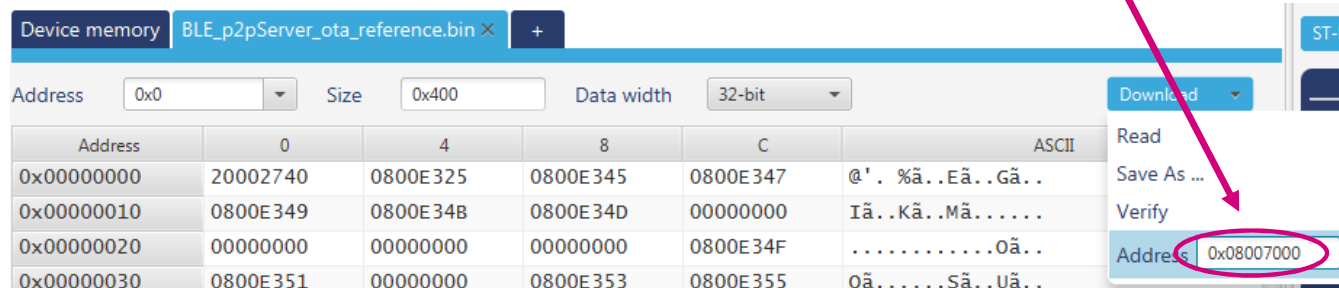 Device memory BLE_p2pServer_ota_reference.bin × +
ST-
Address 0x0 Size 0x400 Data width 32-bit Download
Address 0 4 8 C ASCII
0x00000000 20002740 0800E325 0800E345 0800E347 @'. %ã..Eã..Gã..
0x00000010 0800E349 0800E34B 0800E34D 00000000 Iã..Kã..Mã......
0x00000020 00000000 00000000 00000000 0800E34F ............Oã..
0x00000030 0800E351 00000000 0800E353 0800E355 Qã......Sã..Uã..
Read
Save As ...
Verify
Address 0x08007000